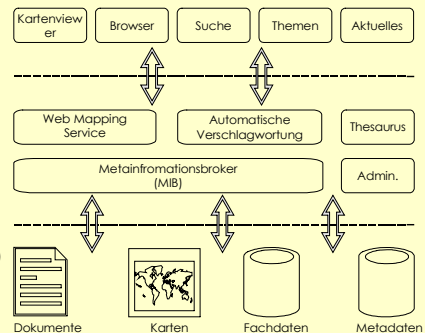 Kartenview
er
Browser
Suche
Themen
Aktuelles
Web Mapping
Service
Automatische
Verschlagwortung
Thesaurus
Metainfromationsbroker
(MIB)
Admin.
Dokumente
Karten
Fachdaten
Metadaten